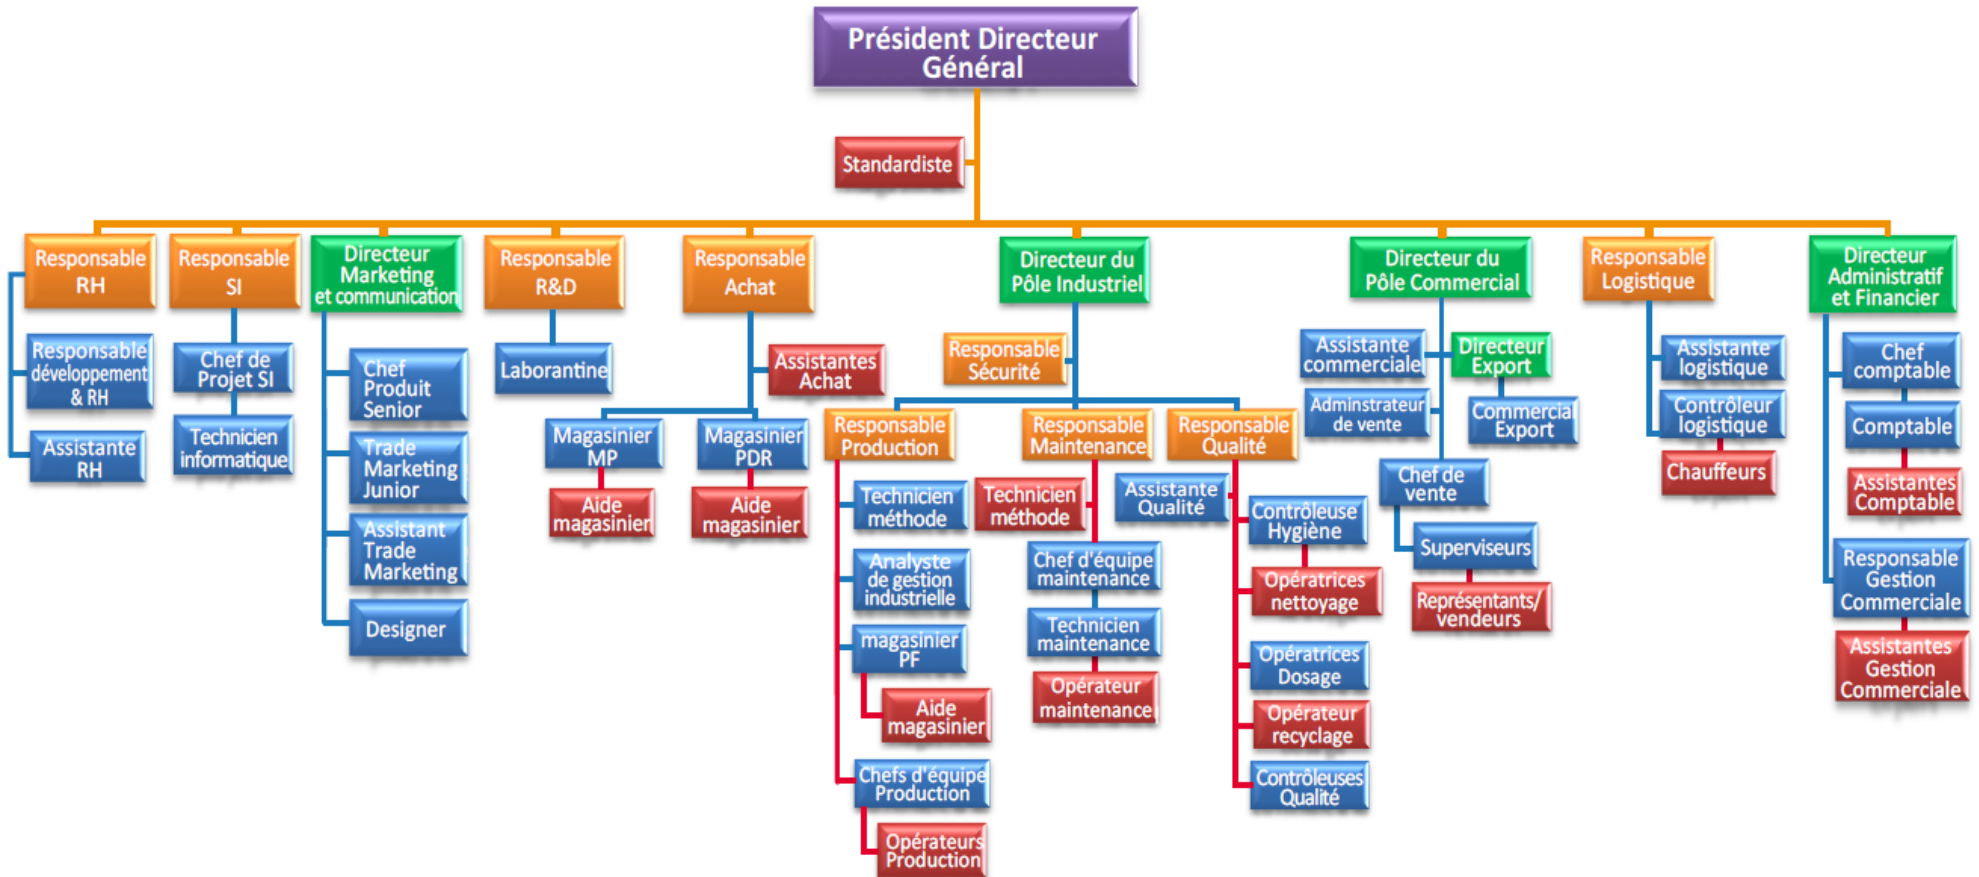 Président Directeur
Général
Standardiste
Responsable
RH
Responsable
développement
& RH
Assistante
RH
Responsable
SI
Chef de
Projet SI
Technicien
informatique
Directeur
Marketing
et communication
Chef
Produit
Senior
Trade
Marketing
Junior
Assistant
Trade
Marketing
Designer
Responsable
R&D
Laborantine
Responsable
Achat
Assistantes
Achat
Magasinier
MP
Aide
magasinier
Magasinier
PDR
Aide
magasinier
Directeur du
Pôle Industriel
Responsable
Sécurité
Responsable
Production
Technicien
méthode
Analyste
de gestion
industrielle
magasinier
PF
Aide
magasinier
Chefs d'équipe
Production
Opérateurs
Production
Responsable
Maintenance
Technicien
méthode
Chef d'équipe
maintenance
Technicien
maintenance
Opérateur
maintenance
Responsable
Qualité
Assistante
Qualité
Contrôleuse
Hygiène
Opératrices
nettoyage
Opératrices
Dosage
Opérateur
recyclage
Contrôleuses
Qualité
Directeur du
Pôle Commercial
Assistante
commerciale
Directeur
Export
Adminstrateur
de vente
Commercial
Export
Chef de
vente
Superviseurs
Représentants/
vendeurs
Responsable
Logistique
Assistante
logistique
Contrôleur
logistique
Chauffeurs
Directeur
Administratif
et Financier
Chef
comptable
Comptable
Assistantes
Comptable
Responsable
Gestion
Commerciale
Assistantes
Gestion
Commerciale